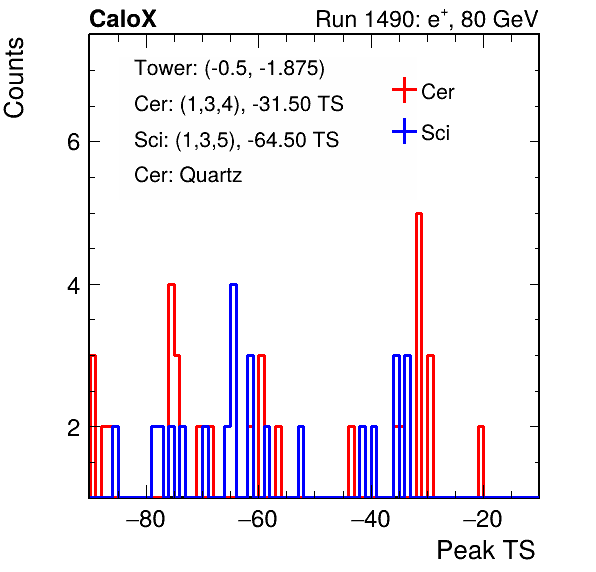 CaloX Run 1490: e⁺, 80 GeV
Counts
Tower: (-0.5, -1.875)
Cer: (1,3,4), -31.50 TS
Sci: (1,3,5), -64.50 TS
Cer: Quartz
Cer
Sci
6
4
2
−80 −60 −40 −20
Peak TS